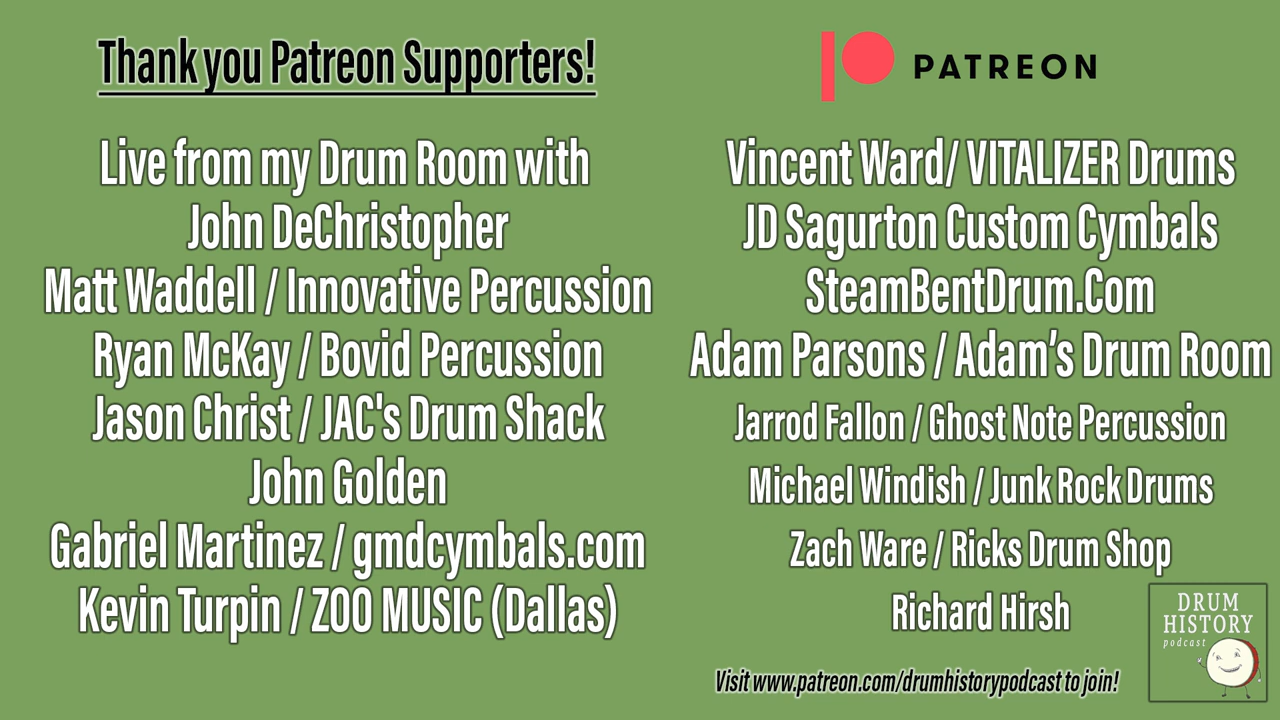 Thank you Patreon Supporters!
Live from my Drum Room with
John DeChristopher
Matt Waddell / Innovative Percussion
Ryan McKay / Bovid Percussion
Jason Christ / JAC's Drum Shack
John Golden
Gabriel Martinez / gmdcymbals.com
Kevin Turpin / ZOO MUSIC (Dallas)
PATREON
Vincent Ward/ VITALIZER Drums
JD Sagurton Custom Cymbals
SteamBentDrum.Com
Adam Parsons / Adam’s Drum Room
Jarrod Fallon / Ghost Note Percussion
Michael Windish / Junk Rock Drums
Zach Ware / Ricks Drum Shop
Richard Hirsh
Visit www.patreon.com/drumhistorypodcast to join!
DRUM
HISTORY
podcast